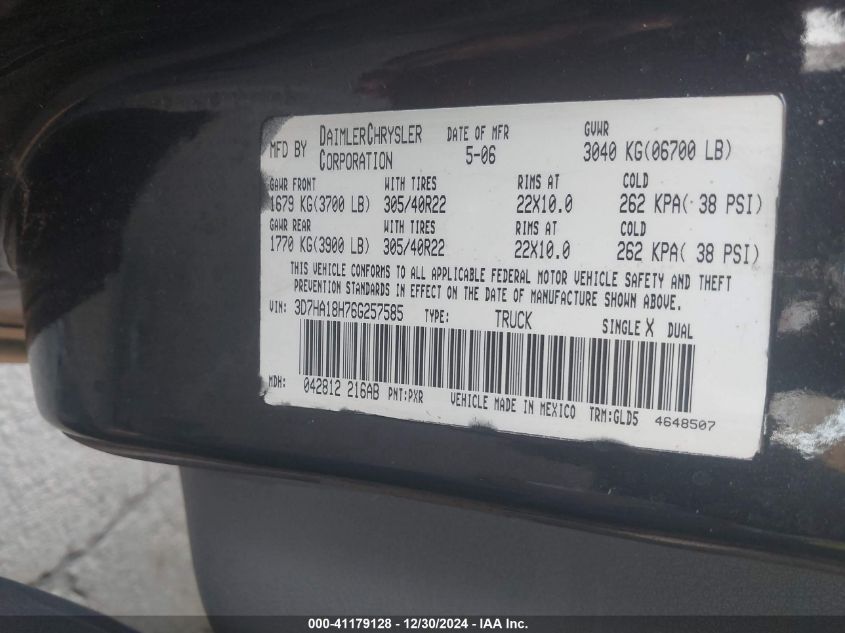 MFD BY DAIMLERCHRYSLER CORPORATION DATE OF MFR 5-06 GVWR 3040 KG(06700 LB)
GAWR FRONT WITH TIRES RIMS AT COLD
1679 KG(3700 LB) 305/40R22 22X10.0 262 KPA( 38 PSI)
GAWR REAR WITH TIRES RIMS AT COLD
1770 KG(3900 LB) 305/40R22 22X10.0 262 KPA( 38 PSI)
THIS VEHICLE CONFORMS TO ALL APPLICABLE FEDERAL MOTOR VEHICLE SAFETY AND THEFT
PREVENTION STANDARDS IN EFFECT ON THE DATE OF MANUFACTURE SHOWN ABOVE.
VIN: 3D7HA18H76G257585 TYPE: TRUCK SINGLE X DUAL
MDH: 042812 216AB PNT:PXR VEHICLE MADE IN MEXICO TRM:GLD5 4648507
000-41179128 - 12/30/2024 - IAA Inc.